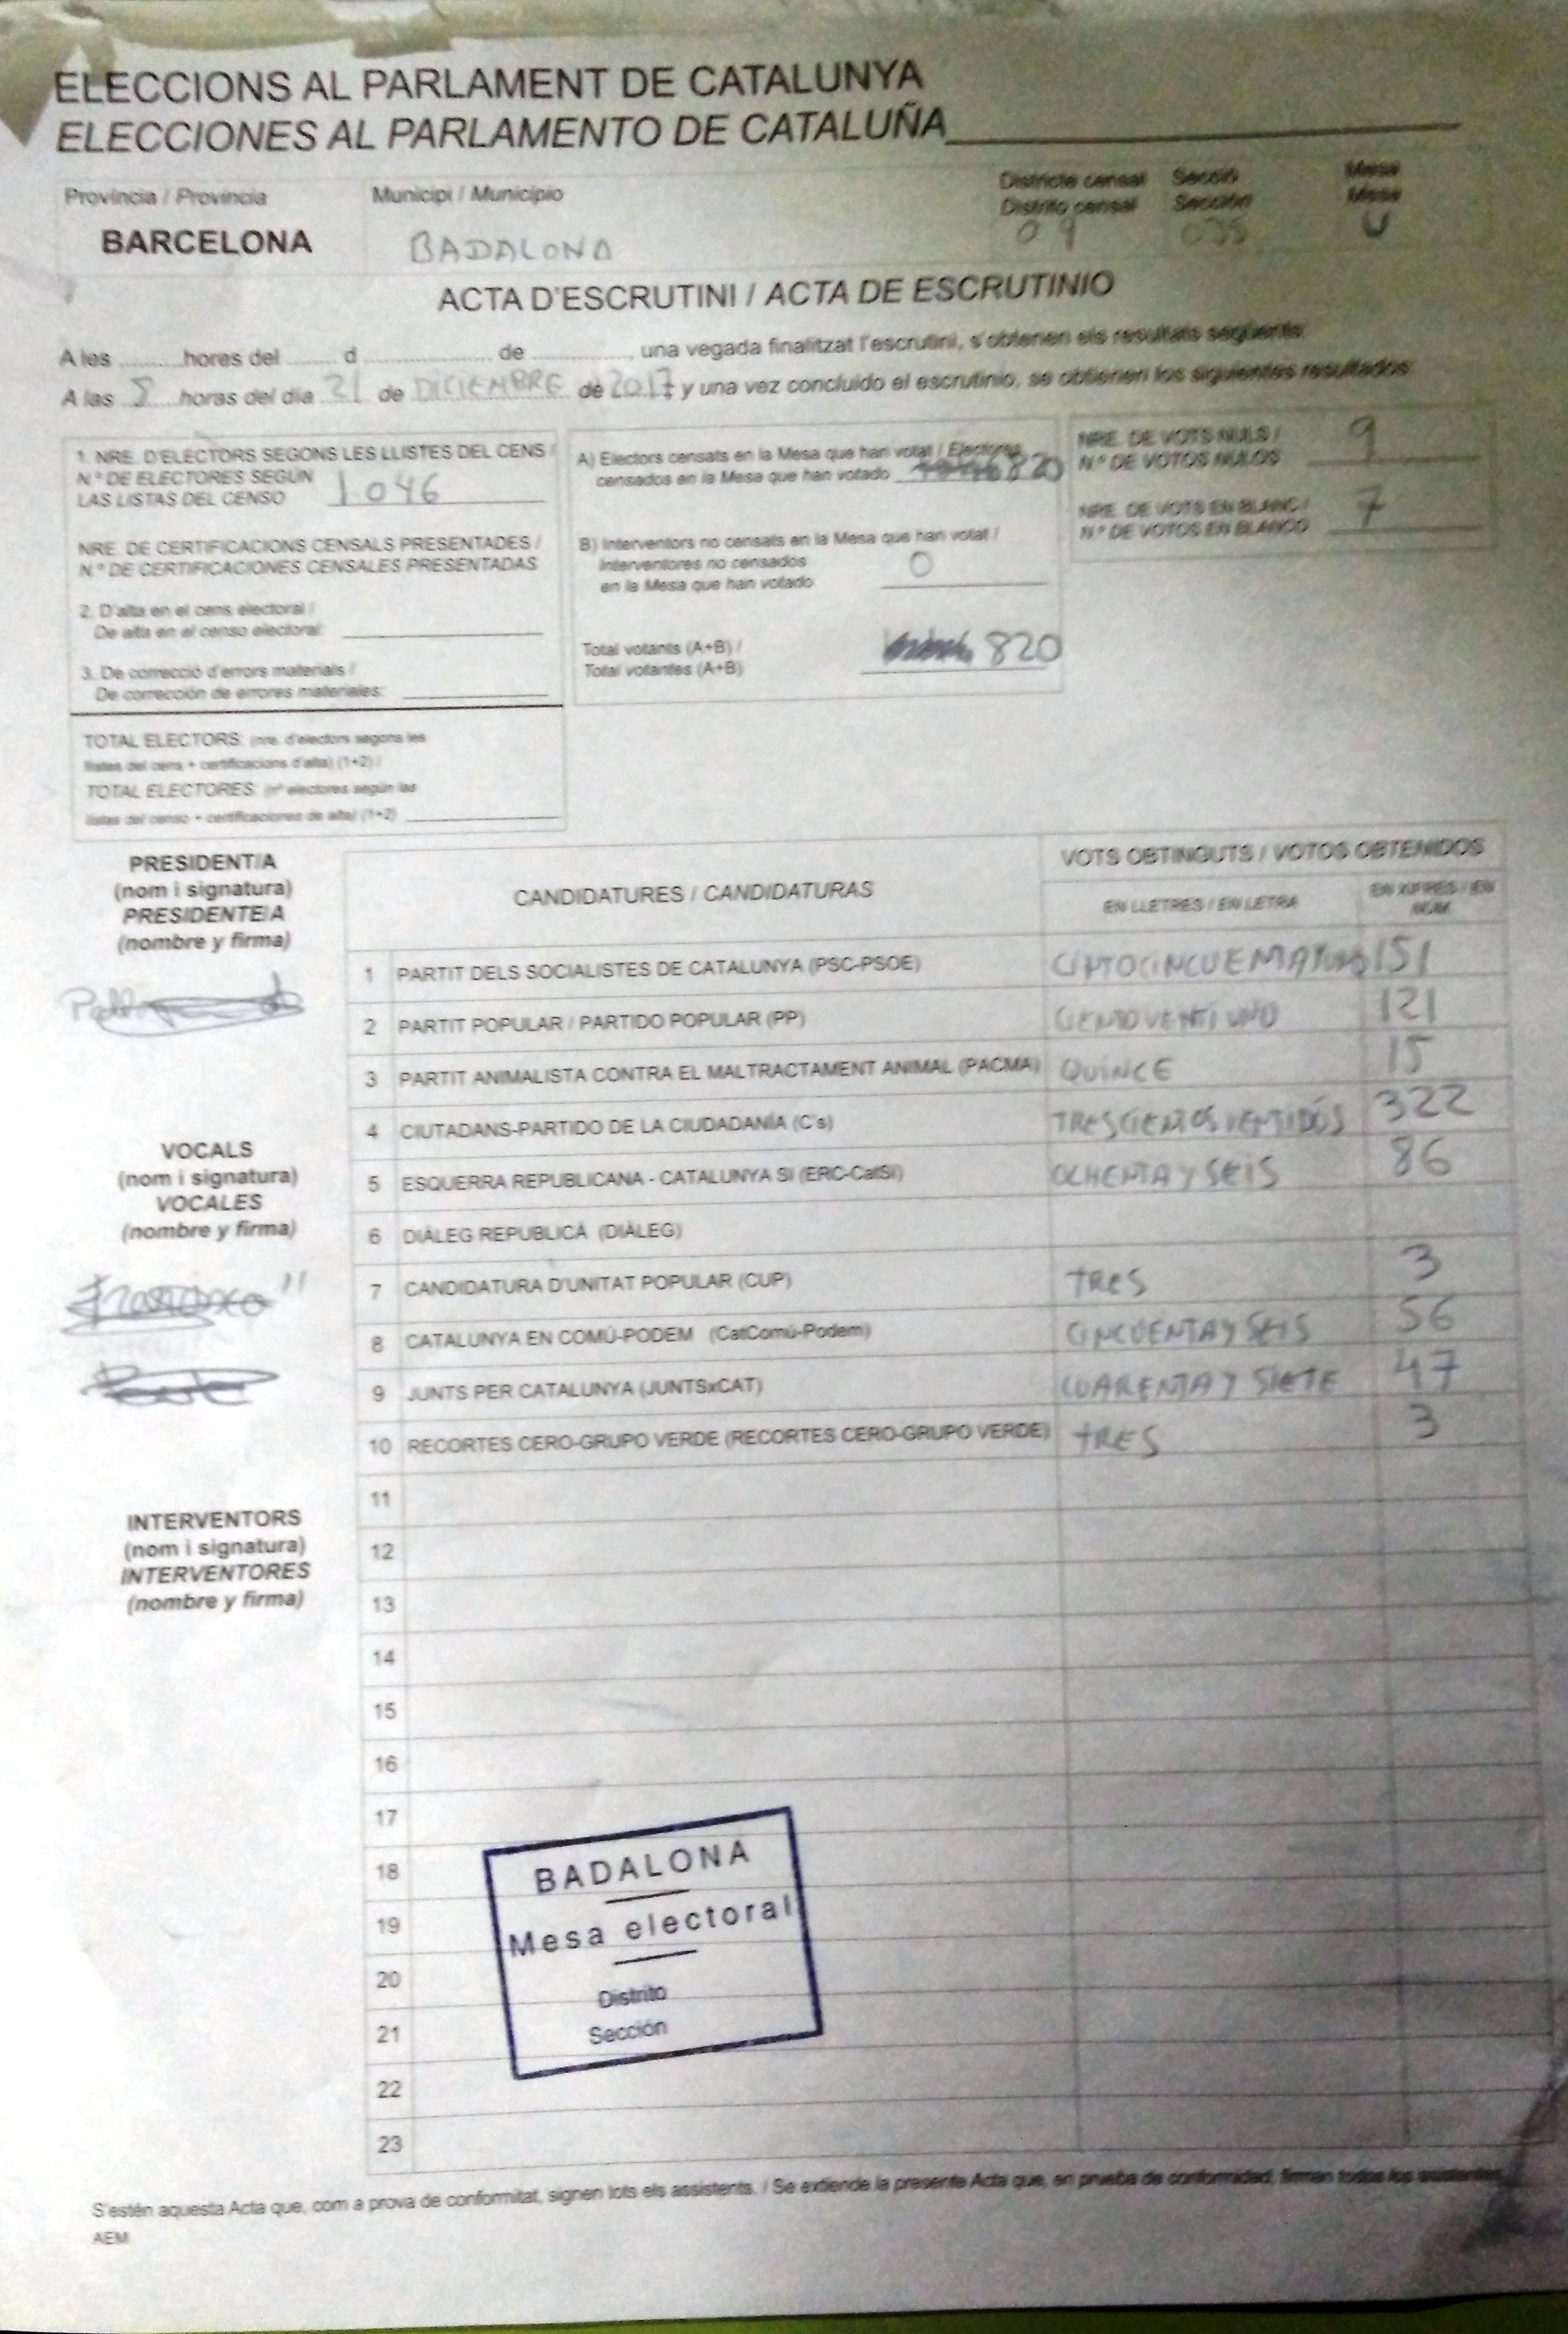 ELECCIONS AL PARLAMENT DE CATALUNYA
ELECCIONES AL PARLAMENTO DE CATALUÑA
Província / Provincia
BARCELONA
Municipi / Municipio
BADALONA
Districte censal
Distrito censal
09
Secció
Sección
Mesa
Mesa
U
ACTA D'ESCRUTINI / ACTA DE ESCRUTINIO
A les ......... hores del ......... d ......... de ........., una vegada finalitzat l'escrutini, s'obtenen els resultats següents:
A las 8 horas del día 21 de DICIEMBRE de 2017 y una vez concluido el escrutinio, se obtienen los siguientes resultados:
1. NRE. D'ELECTORS SEGONS LES LLISTES DEL CENS /
N.º DE ELECTORES SEGÚN
LAS LISTAS DEL CENSO 1046
NRE. DE CERTIFICACIONS CENSALS PRESENTADES /
N.º DE CERTIFICACIONES CENSALES PRESENTADAS
2. D'alta en el cens electoral /
De alta en el censo electoral:
3. De correcció d'errors materials /
De corrección de errores materiales:
TOTAL ELECTORS: (nre. d'electors segons les
llistes del cens + certificacions d'alta) (1+2) /
TOTAL ELECTORES: (nº electores según las
listas del censo + certificaciones de alta) (1+2)
A) Electors censats en la Mesa que han votat / Electores
censados en la Mesa que han votado 820
B) Interventors no censats en la Mesa que han votat /
Interventores no censados
en la Mesa que han votado 0
Total votants (A+B) /
Total votantes (A+B) 820
NRE. DE VOTS NULS /
N.º DE VOTOS NULOS 9
NRE. DE VOTS EN BLANC /
N.º DE VOTOS EN BLANCO 7
PRESIDENT/A
(nom i signatura)
PRESIDENTE/A
(nombre y firma)
VOCALS
(nom i signatura)
VOCALES
(nombre y firma)
INTERVENTORS
(nom i signatura)
INTERVENTORES
(nombre y firma)
CANDIDATURES / CANDIDATURAS
VOTS OBTINGUTS / VOTOS OBTENIDOS
EN LLETRES / EN LETRA
EN XIFRES / EN
NÚM.
1 PARTIT DELS SOCIALISTES DE CATALUNYA (PSC-PSOE) 151
2 PARTIT POPULAR / PARTIDO POPULAR (PP) CIENTO VENTI UNO 121
3 PARTIT ANIMALISTA CONTRA EL MALTRACTAMENT ANIMAL (PACMA) QUINCE 15
4 CIUTADANS-PARTIDO DE LA CIUDADANÍA (C's) TRESCIENTOS VENTIDÓS 322
5 ESQUERRA REPUBLICANA - CATALUNYA SI (ERC-CatSí) OCHENTA Y SEIS 86
6 DIÀLEG REPUBLICÀ (DIÀLEG)
7 CANDIDATURA D'UNITAT POPULAR (CUP) TRES 3
8 CATALUNYA EN COMÚ-PODEM (CatComú-Podem) CINCUENTA Y SEIS 56
9 JUNTS PER CATALUNYA (JUNTSxCAT) CUARENTA Y SIETE 47
10 RECORTES CERO-GRUPO VERDE (RECORTES CERO-GRUPO VERDE) TRES 3
11
12
13
14
15
16
17
18
19
20
21
22
23
BADALONA
Mesa electoral
Distrito
Sección
S'estén aquesta Acta que, com a prova de conformitat, signen tots els assistents. / Se extiende la presente Acta que, en prueba de conformidad, firman todos los asistentes.
AEM